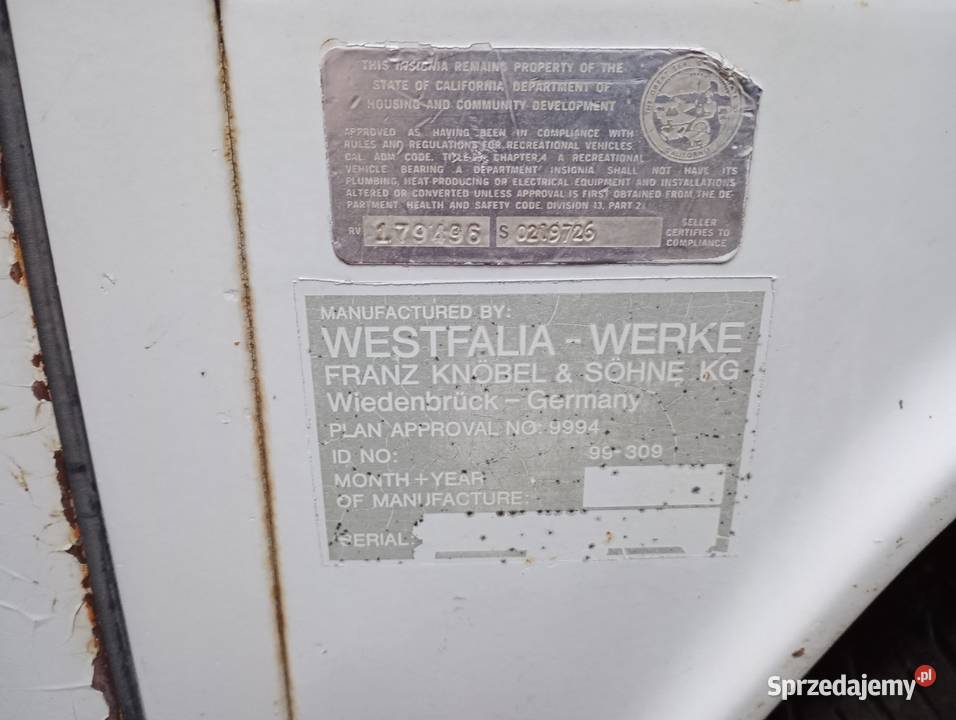 THIS INSIGNIA REMAINS PROPERTY OF THE
STATE OF CALIFORNIA DEPARTMENT OF
HOUSING AND COMMUNITY DEVELOPMENT
APPROVED AS HAVING BEEN IN COMPLIANCE WITH
RULES AND REGULATIONS FOR RECREATIONAL VEHICLES
CAL. ADM. CODE, TITLE 25, CHAPTER 4 A RECREATIONAL
VEHICLE BEARING A DEPARTMENT INSIGNIA SHALL NOT HAVE ITS
PLUMBING, HEAT-PRODUCING OR ELECTRICAL EQUIPMENT AND INSTALLATIONS
ALTERED OR CONVERTED UNLESS APPROVAL IS FIRST OBTAINED FROM THE DE-
PARTMENT. HEALTH AND SAFETY CODE, DIVISION 13, PART 2.
RV 179496 S 0219726
SELLER
CERTIFIES TO
COMPLIANCE
MANUFACTURED BY:
WESTFALIA - WERKE
FRANZ KNÖBEL & SÖHNE KG
Wiedenbrück - Germany
PLAN APPROVAL NO: 9994
ID NO: 99-309
MONTH + YEAR
OF MANUFACTURE:
SERIAL:
Sprzedajemy.pl